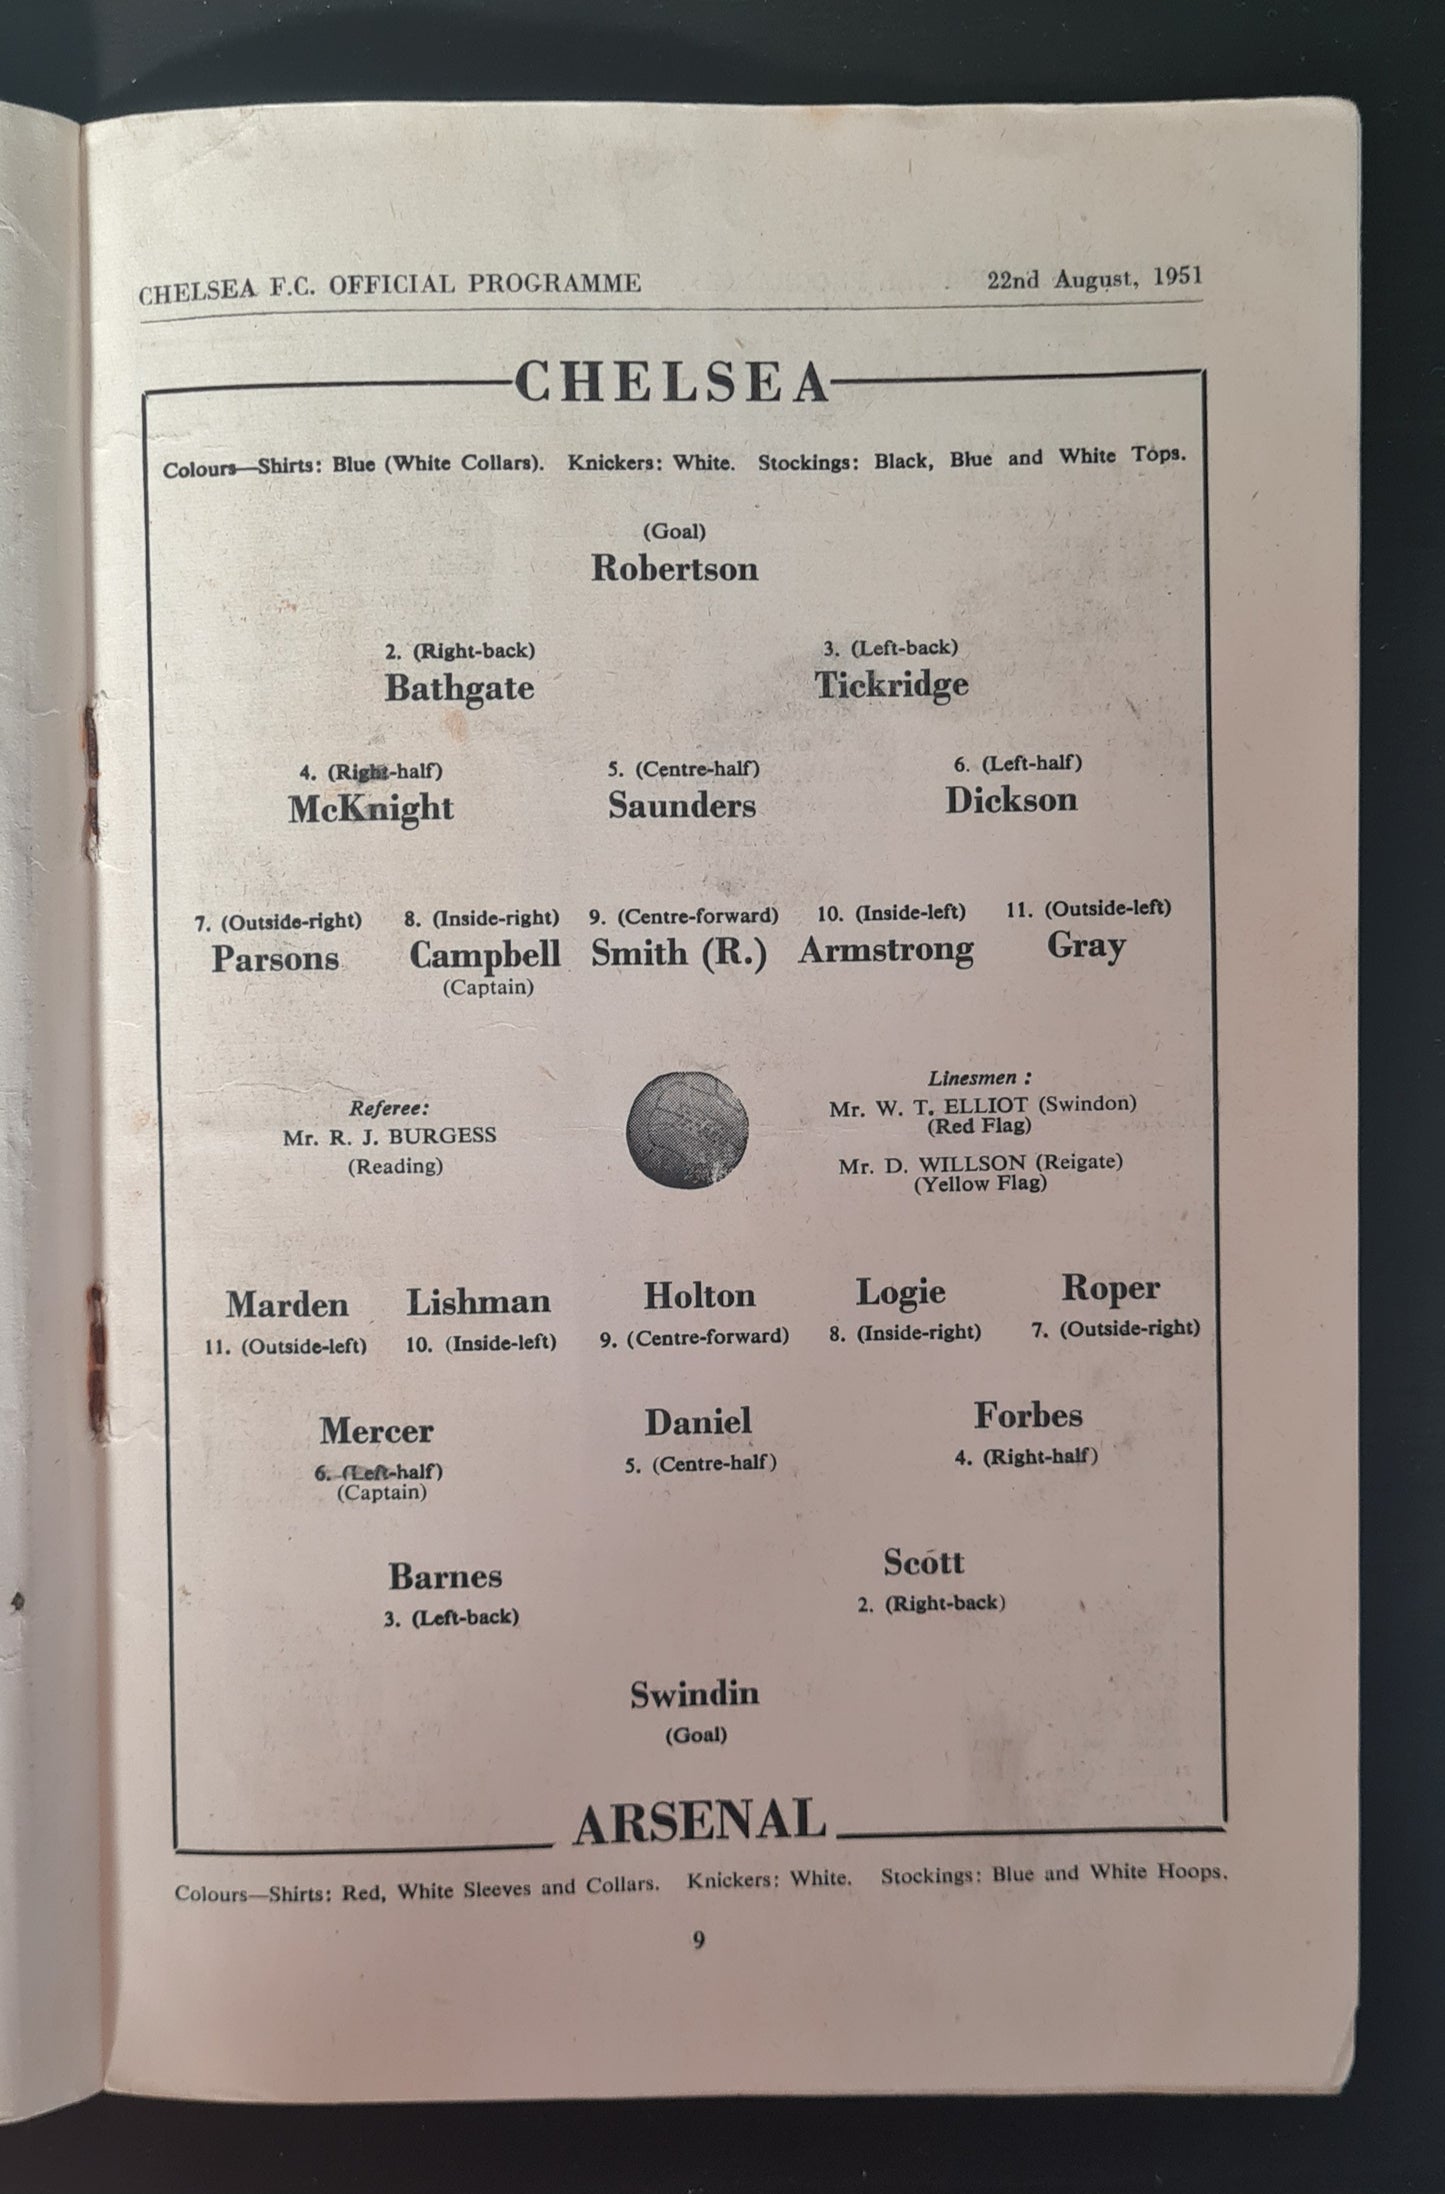 CHELSEA F.C. OFFICIAL PROGRAMME 22nd August, 1951
CHELSEA
Colours—Shirts: Blue (White Collars). Knickers: White. Stockings: Black, Blue and White Tops.
(Goal)
Robertson
2. (Right-back) 3. (Left-back)
Bathgate Tickridge
4. (Right-half) 5. (Centre-half) 6. (Left-half)
McKnight Saunders Dickson
7. (Outside-right) 8. (Inside-right) 9. (Centre-forward) 10. (Inside-left) 11. (Outside-left)
Parsons Campbell Smith (R.) Armstrong Gray
(Captain)
Referee:
Mr. R. J. BURGESS
(Reading)
Linesmen :
Mr. W. T. ELLIOT (Swindon)
(Red Flag)
Mr. D. WILLSON (Reigate)
(Yellow Flag)
Marden Lishman Holton Logie Roper
11. (Outside-left) 10. (Inside-left) 9. (Centre-forward) 8. (Inside-right) 7. (Outside-right)
Mercer Daniel Forbes
6. (Left-half) 5. (Centre-half) 4. (Right-half)
(Captain)
Barnes Scott
3. (Left-back) 2. (Right-back)
Swindin
(Goal)
ARSENAL
Colours—Shirts: Red, White Sleeves and Collars. Knickers: White. Stockings: Blue and White Hoops.
9